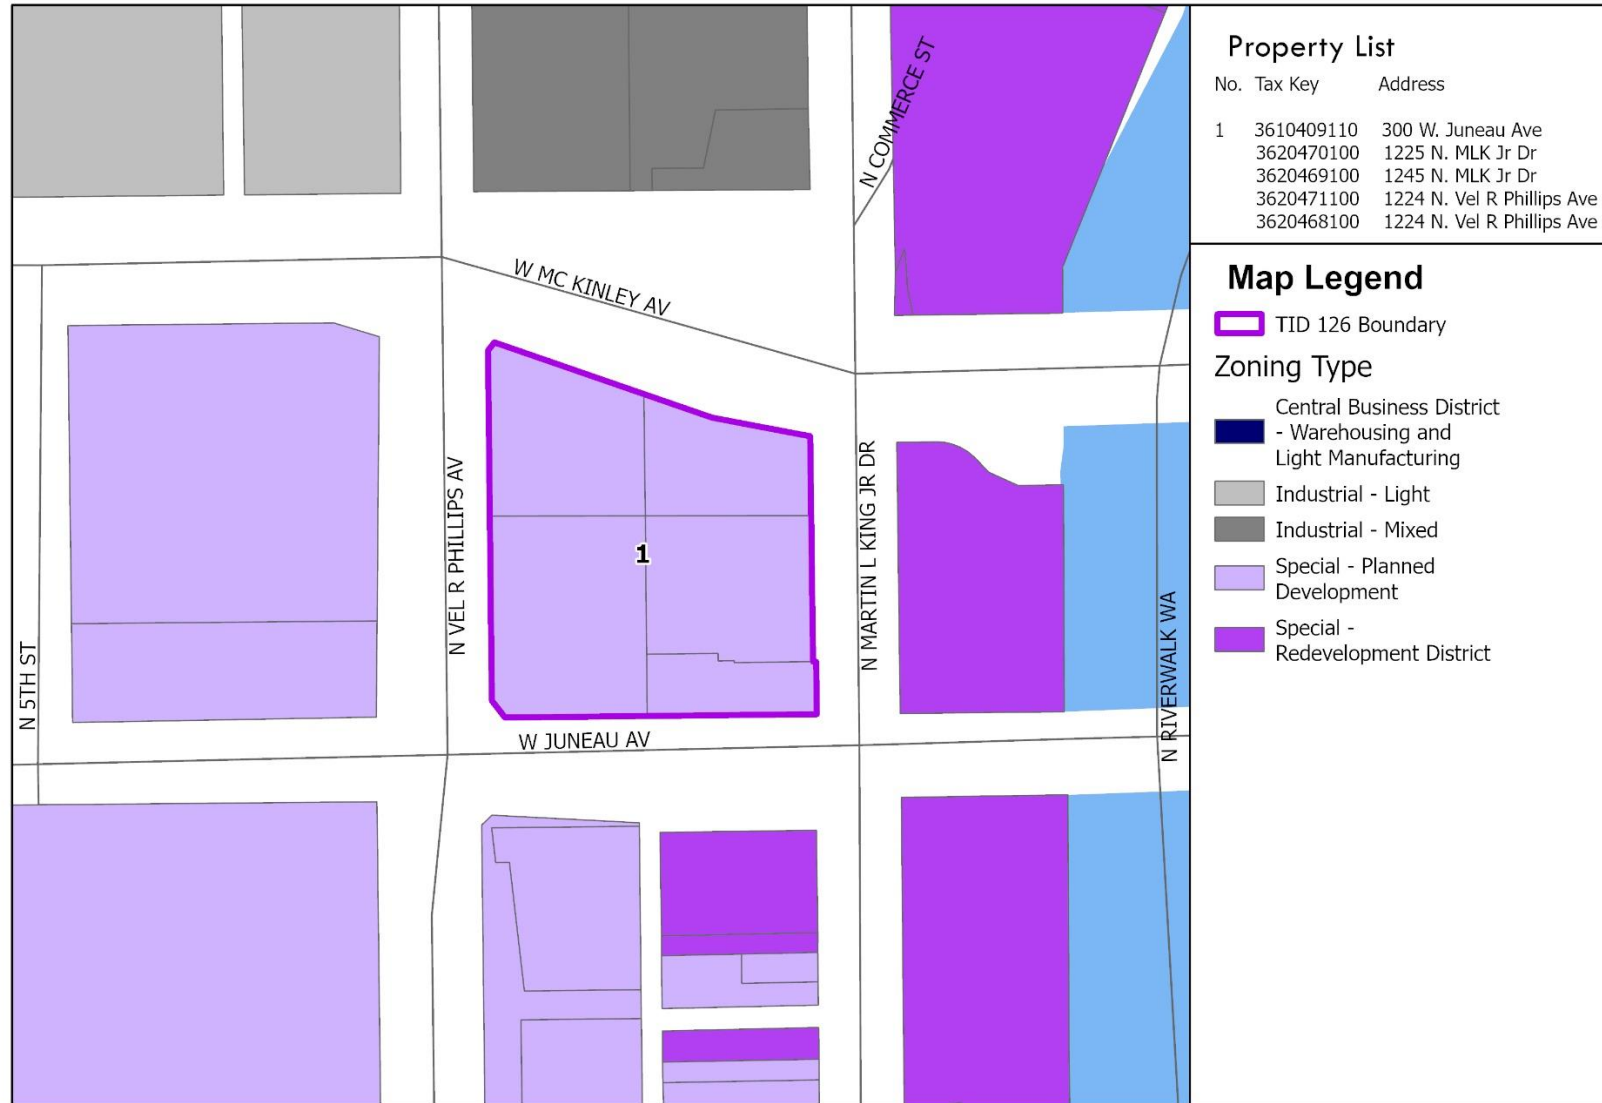 Property List
No. Tax Key Address
1 3610409110 300 W. Juneau Ave
3620470100 1225 N. MLK Jr Dr
3620469100 1245 N. MLK Jr Dr
3620471100 1224 N. Vel R Phillips Ave
3620468100 1224 N. Vel R Phillips Ave
Map Legend
TID 126 Boundary
Zoning Type
Central Business District
- Warehousing and
Light Manufacturing
Industrial - Light
Industrial - Mixed
Special - Planned
Development
Special -
Redevelopment District
N COMMERCE ST
W MC KINLEY AV
N VEL R PHILLIPS AV
1
N MARTIN L KING JR DR
N RIVERWALK WA
N 5TH ST
W JUNEAU AV